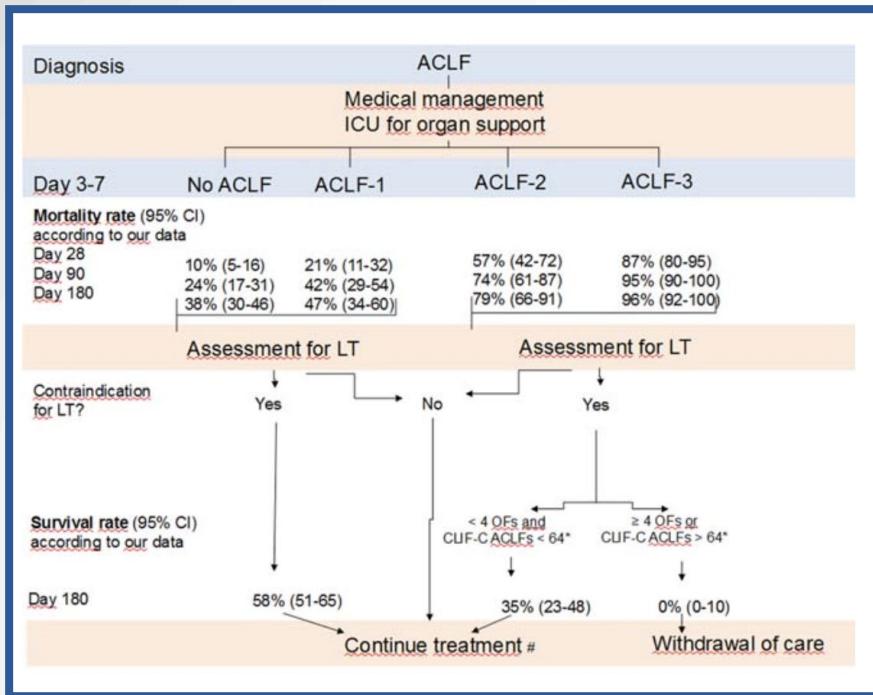 Diagnosis ACLF
Medical management
ICU for organ support
Day 3-7 No ACLF ACLF-1 ACLF-2 ACLF-3
Mortality rate (95% CI)
according to our data
Day 28 10% (5-16) 21% (11-32) 57% (42-72) 87% (80-95)
Day 90 24% (17-31) 42% (29-54) 74% (61-87) 95% (90-100)
Day 180 38% (30-46) 47% (34-60) 79% (66-91) 96% (92-100)
Assessment for LT Assessment for LT
Contraindication
for LT?
Yes No Yes
Survival rate (95% CI)
according to our data
< 4 OFs and
CLIF-C ACLFs < 64*
≥ 4 OFs or
CLIF-C ACLFs > 64*
Day 180 58% (51-65) 35% (23-48) 0% (0-10)
Continue treatment # Withdrawal of care